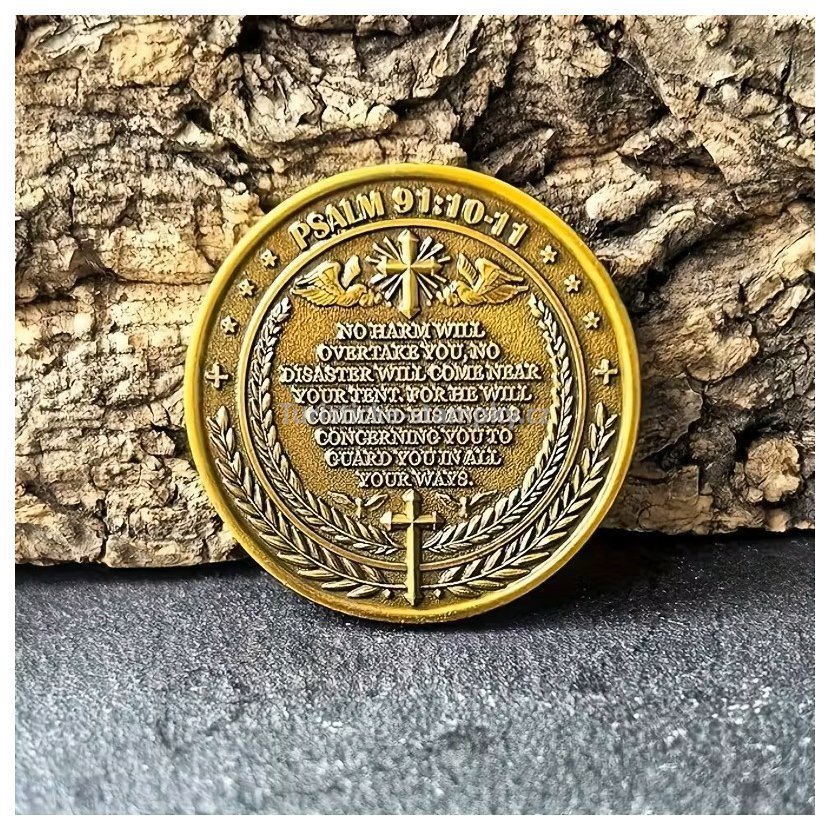 PSALM 91:10-11
NO HARM WILL
OVERTAKE YOU, NO
DISASTER WILL COME NEAR
YOUR TENT. FOR HE WILL
COMMAND HIS ANGELS
CONCERNING YOU TO
GUARD YOU IN ALL
YOUR WAYS.